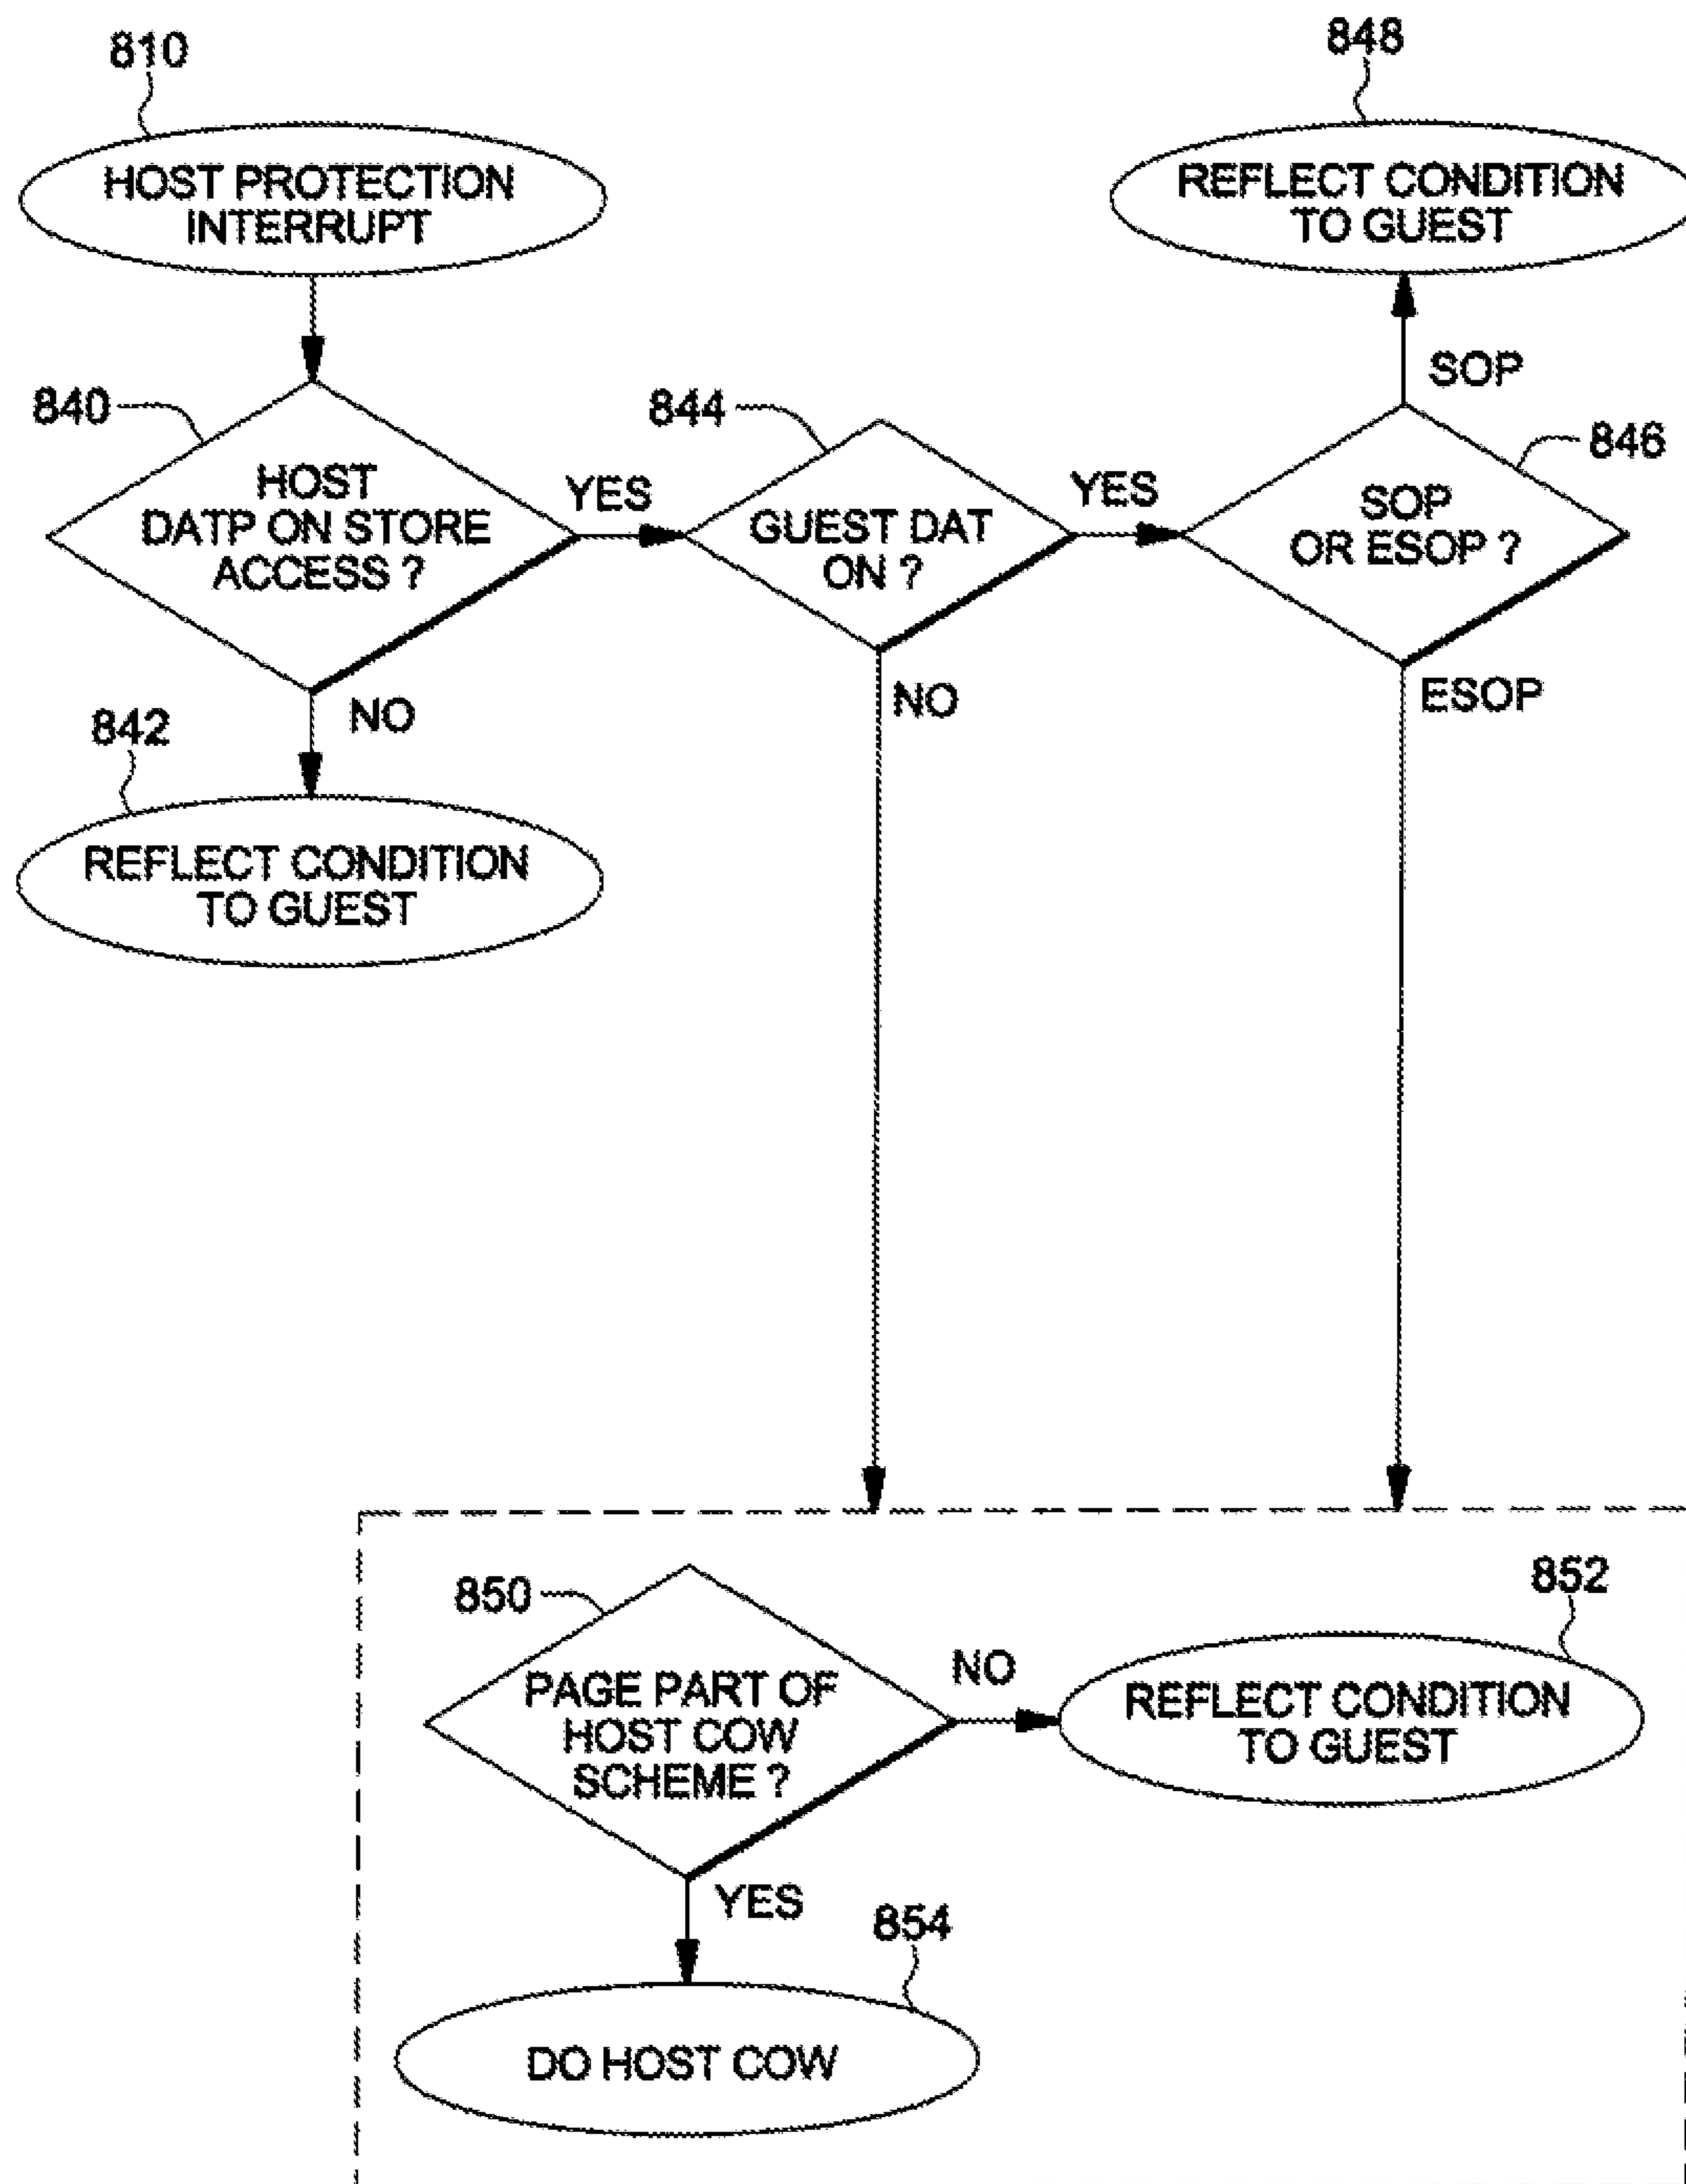 810
HOST PROTECTION
INTERRUPT
848
REFLECT CONDITION
TO GUEST
SOP
840
HOST
DATP ON STORE
ACCESS ?
YES
844
GUEST DAT
ON ?
YES
846
SOP
OR ESOP ?
NO
842
REFLECT CONDITION
TO GUEST
NO
ESOP
850
PAGE PART OF
HOST COW
SCHEME ?
NO
852
REFLECT CONDITION
TO GUEST
YES
854
DO HOST COW